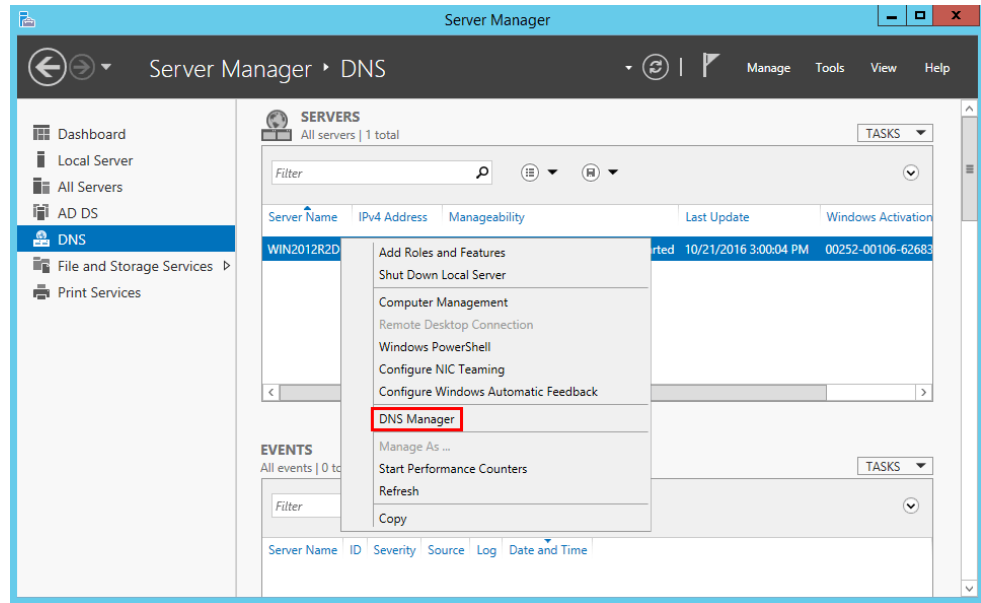 Server Manager
Server Manager • DNS
Manage Tools View Help
Dashboard
Local Server
All Servers
AD DS
DNS
File and Storage Services
Print Services
SERVERS
All servers | 1 total
TASKS
Filter
Server Name IPv4 Address Manageability Last Update Windows Activation
WIN2012R2D rted 10/21/2016 3:00:04 PM 00252-00106-62683
Add Roles and Features
Shut Down Local Server
Computer Management
Remote Desktop Connection
Windows PowerShell
Configure NIC Teaming
Configure Windows Automatic Feedback
DNS Manager
Manage As ...
Start Performance Counters
Refresh
Copy
EVENTS
All events | 0 to
TASKS
Filter
Server Name ID Severity Source Log Date and Time